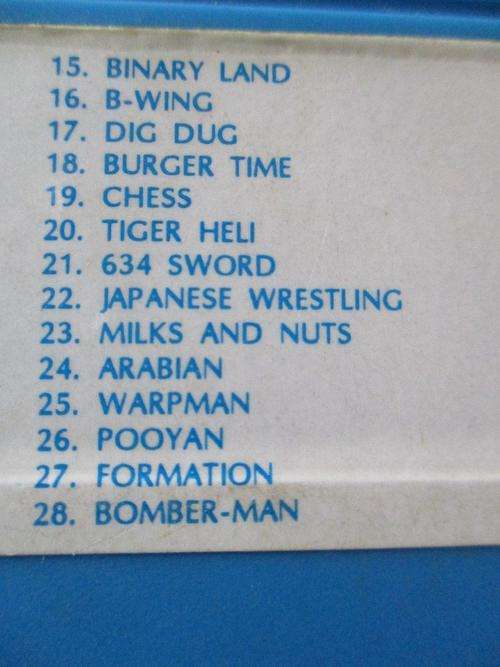 15. BINARY LAND
16. B-WING
17. DIG DUG
18. BURGER TIME
19. CHESS
20. TIGER HELI
21. 634 SWORD
22. JAPANESE WRESTLING
23. MILKS AND NUTS
24. ARABIAN
25. WARPMAN
26. POOYAN
27. FORMATION
28. BOMBER-MAN